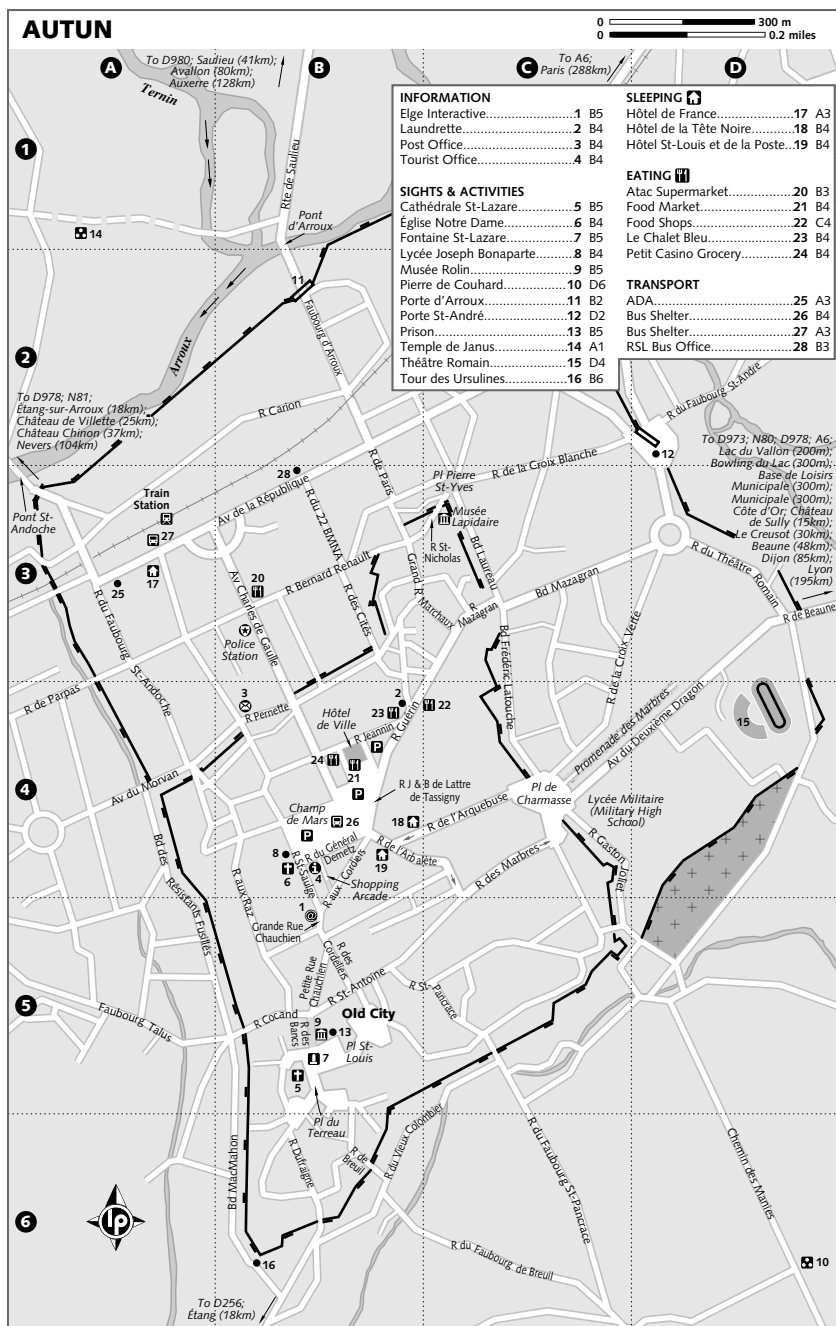 AUTUN
0 300 m
0 0.2 miles
A
B
C
D
To D980; Saulieu (41km);
Avallon (80km);
Auxerre (128km)
To A6;
Paris (288km)
Ternin
Rte de Saulieu
Pont
d'Arroux
INFORMATION
Elge Interactive 1 B5
Laundrette 2 B4
Post Office 3 B4
Tourist Office 4 B4
SIGHTS & ACTIVITIES
Cathédrale St-Lazare 5 B5
Église Notre Dame 6 B4
Fontaine St-Lazare 7 B5
Lycée Joseph Bonaparte 8 B4
Musée Rolin 9 B5
Pierre de Couhard 10 D6
Porte d'Arroux 11 B2
Porte St-André 12 D2
Prison 13 B5
Temple de Janus 14 A1
Théâtre Romain 15 D4
Tour des Ursulines 16 B6
SLEEPING
Hôtel de France 17 A3
Hôtel de la Tête Noire 18 B4
Hôtel St-Louis et de la Poste 19 B4
EATING
Atac Supermarket 20 B3
Food Market 21 B4
Food Shops 22 C4
Le Chalet Bleu 23 B4
Petit Casino Grocery 24 B4
TRANSPORT
ADA 25 A3
Bus Shelter 26 B4
Bus Shelter 27 A3
RSL Bus Office 28 B3
1
14
11
Faubourg d'Arroux
Arroux
2
To D978; N81;
Étang-sur-Arroux (18km);
Château de Villette (25km);
Château Chinon (37km);
Nevers (104km)
R Carion
R du Faubourg St-André
12
To D973; N80; D978; A6;
Lac du Vallon (200m);
Bowling du Lac (300m);
Base de Loisirs
Municipale (300m);
Municipale (300m);
Côte d'Or; Château
de Sully (15km)
Le Creusot (30km);
Beaune (48km);
Dijon (85km);
Lyon
(195km)
28
R de Paris
R de la Croix Blanche
Pl Pierre
St-Yves
Pont St-
Andoche
Train
Station
Av de la République
R du 22 BMNA
Musée
Lapidaire
R St-
Nicholas
27
3
25
17
20
R Bernard Renault
Av Charles de Gaulle
R des Cités
Grand R Marchaux
Bd Laureau
R
Mazagran
Bd Mazagran
R du Théâtre Romain
R de Beaune
Police
Station
R du Faubourg
St-Andoche
Bd Frédéric Latouche
R de la Croix Verte
R de Parpas
3
R Pernette
2
23
22
Hôtel
de Ville
R Jeannin
P
R Guérin
Promenade des Marbres
Av du Deuxième Dragon
15
4
24
21
P
Av du Morvan
R J & B de Lattre
de Tassigny
Pl de
Charmasse
Lycée Militaire
(Military High
School)
Champ
de Mars
P
26
18
R de l'Arquebuse
R du Général
Demetz
19
R de l'Arbalète
8
6
R St-Saulge
4
Shopping
Arcade
R aux Cordiers
R des Marbres
R Gaston Joliet
Bd des
Résistants Fusillés
R aux Raz
1
@
Grande Rue
Chauchien
R des
Cordeliers
Petite Rue
Chauchien
R St-Antoine
R St-
Pancrace
5
Faubourg Talus
R Cocand
R des
Bancs
9
13
Old City
Pl St-
Louis
7
5
Pl du
Terreau
R Dufraigne
R de
Breuil
R du Vieux Colombier
R du Faubourg St-Pancrace
Chemin des Manies
Bd MacMahon
6
lp
16
R du Faubourg de Breuil
10
To D256;
Étang (18km)